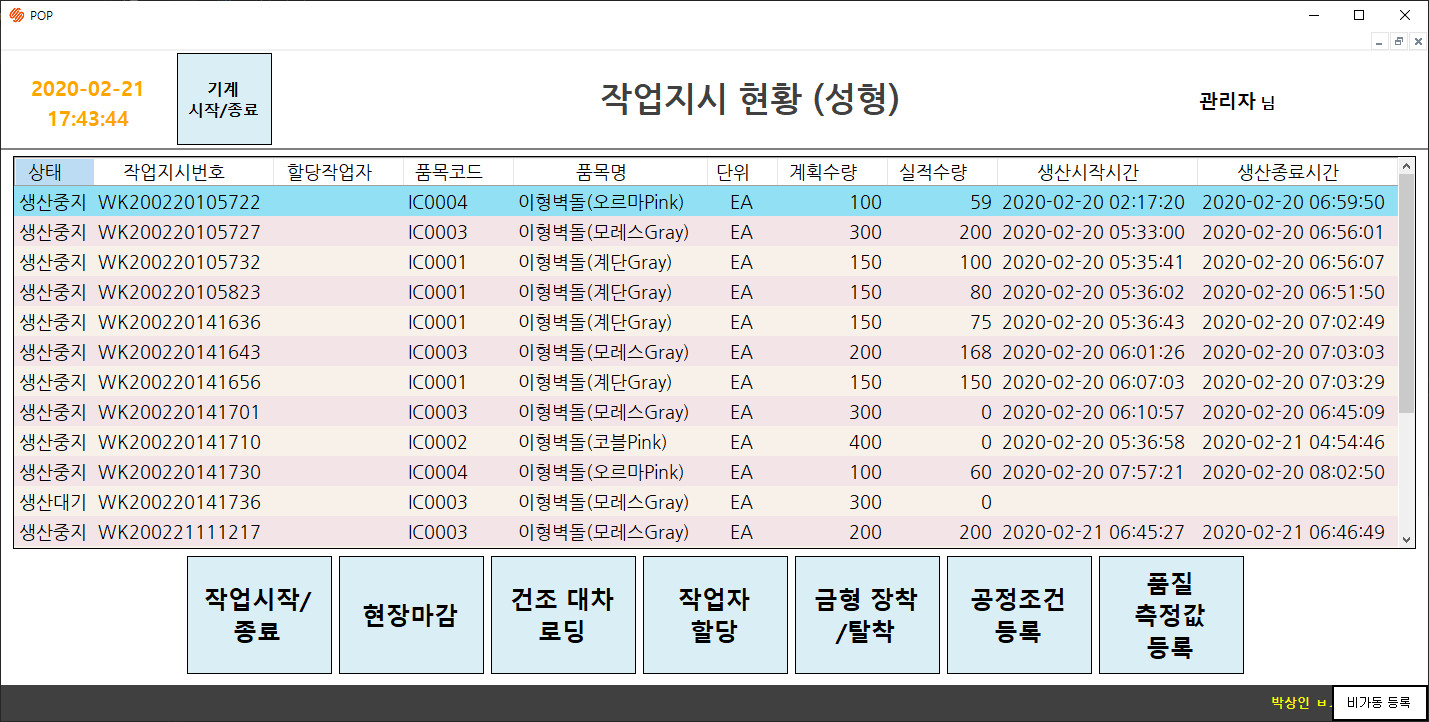 POP
2020-02-21
17:43:44
기계
시작/종료
작업지시 현황 (성형)
관리자 님
상태 작업지시번호 할당작업자 품목코드 품목명 단위 계획수량 실적수량 생산시작시간 생산종료시간
생산중지 WK200220105722 IC0004 이형벽돌(오르마Pink) EA 100 59 2020-02-20 02:17:20 2020-02-20 06:59:50
생산중지 WK200220105727 IC0003 이형벽돌(모레스Gray) EA 300 200 2020-02-20 05:33:00 2020-02-20 06:56:01
생산중지 WK200220105732 IC0001 이형벽돌(계단Gray) EA 150 100 2020-02-20 05:35:41 2020-02-20 06:56:07
생산중지 WK200220105823 IC0001 이형벽돌(계단Gray) EA 150 80 2020-02-20 05:36:02 2020-02-20 06:51:50
생산중지 WK200220141636 IC0001 이형벽돌(계단Gray) EA 150 75 2020-02-20 05:36:43 2020-02-20 07:02:49
생산중지 WK200220141643 IC0003 이형벽돌(모레스Gray) EA 200 168 2020-02-20 06:01:26 2020-02-20 07:03:03
생산중지 WK200220141656 IC0001 이형벽돌(계단Gray) EA 150 150 2020-02-20 06:07:03 2020-02-20 07:03:29
생산중지 WK200220141701 IC0003 이형벽돌(모레스Gray) EA 300 0 2020-02-20 06:10:57 2020-02-20 06:45:09
생산중지 WK200220141710 IC0002 이형벽돌(코블Pink) EA 400 0 2020-02-20 05:36:58 2020-02-21 04:54:46
생산중지 WK200220141730 IC0004 이형벽돌(오르마Pink) EA 100 60 2020-02-20 07:57:21 2020-02-20 08:02:50
생산대기 WK200220141736 IC0003 이형벽돌(모레스Gray) EA 300 0
생산중지 WK200221111217 IC0003 이형벽돌(모레스Gray) EA 200 200 2020-02-21 06:45:27 2020-02-21 06:46:49
작업시작/
종료
현장마감
건조 대차
로딩
작업자
할당
금형 장착
/탈착
공정조건
등록
품질
측정값
등록
박상인
비가동 등록